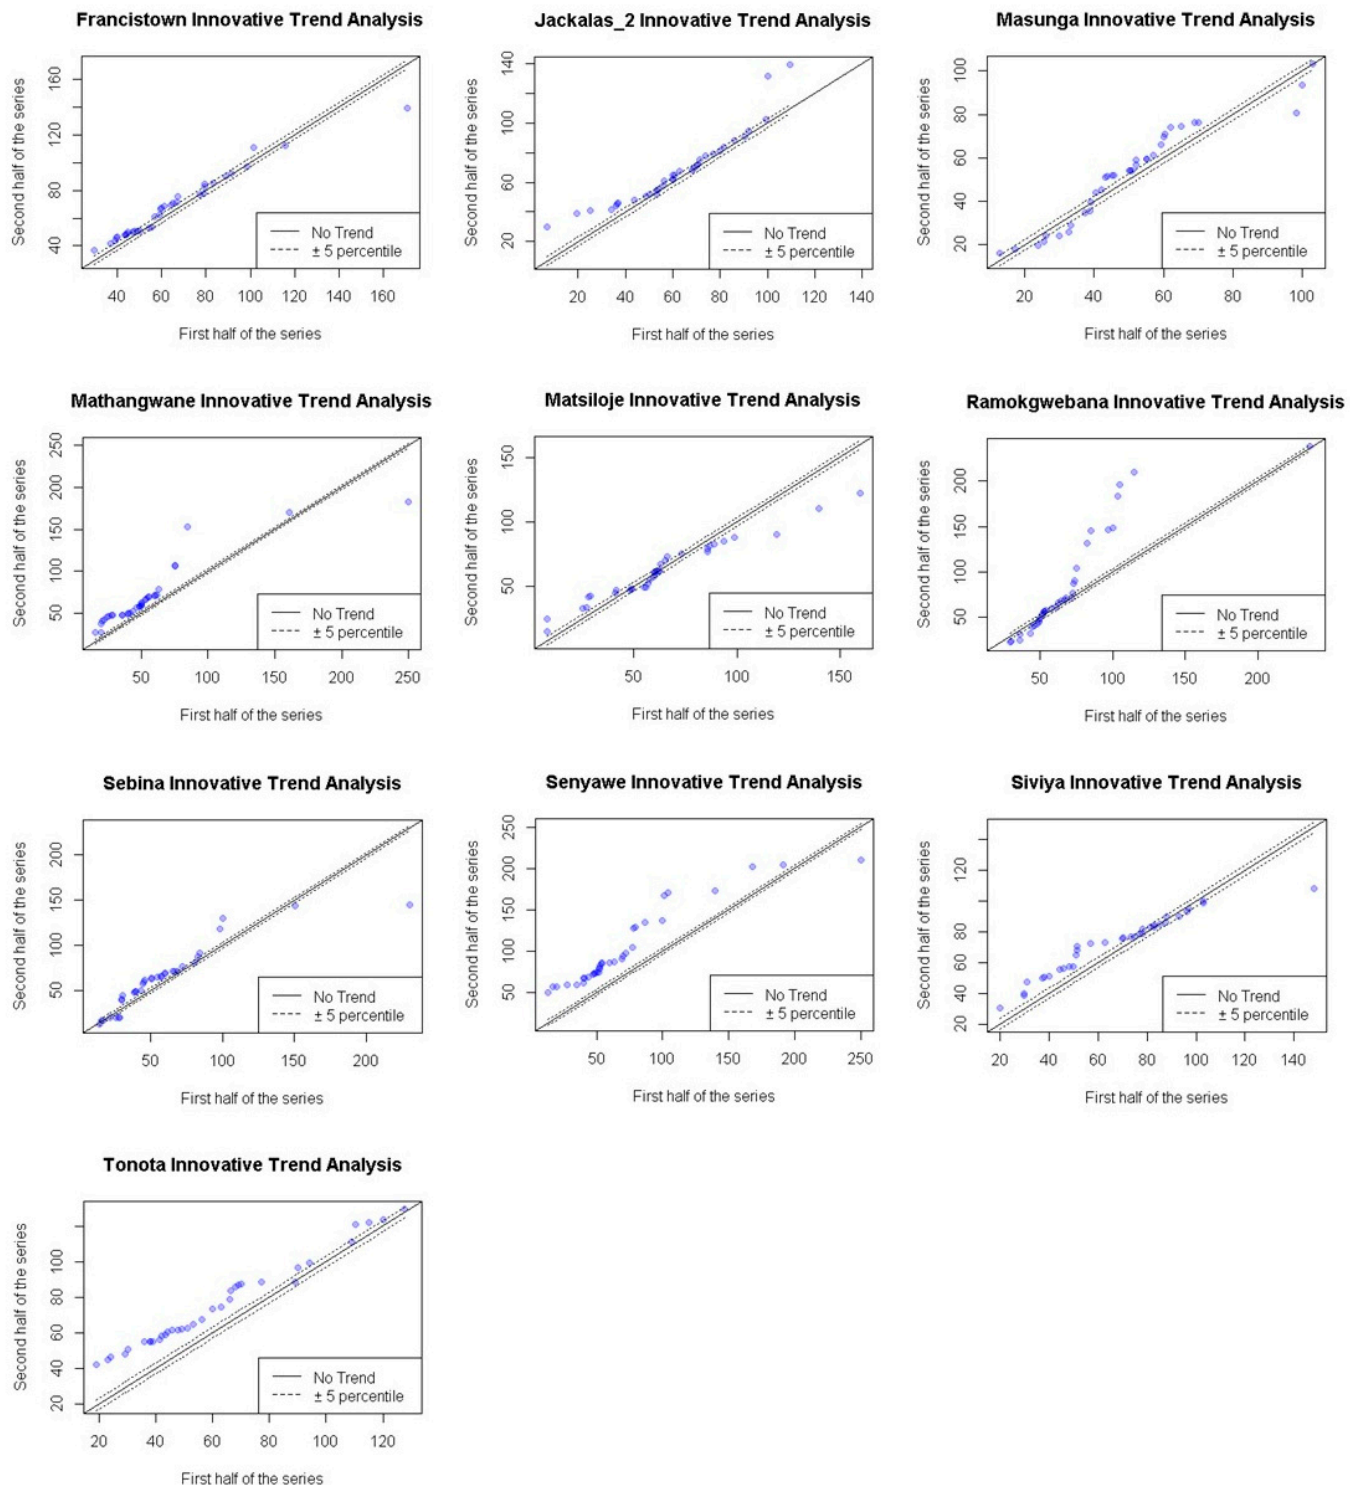 Francistown Innovative Trend Analysis
Second half of the series
160
120
80
40
No Trend
± 5 percentile
40 60 80 100 120 140 160
First half of the series
Jackalas_2 Innovative Trend Analysis
Second half of the series
140
100
60
20
No Trend
± 5 percentile
20 40 60 80 100 120 140
First half of the series
Masunga Innovative Trend Analysis
Second half of the series
100
80
60
40
20
No Trend
± 5 percentile
20 40 60 80 100
First half of the series
Mathangwane Innovative Trend Analysis
Second half of the series
250
200
150
100
50
No Trend
± 5 percentile
50 100 150 200 250
First half of the series
Matsiloje Innovative Trend Analysis
Second half of the series
150
100
50
No Trend
± 5 percentile
50 100 150
First half of the series
Ramokgwebana Innovative Trend Analysis
Second half of the series
200
150
100
50
No Trend
± 5 percentile
50 100 150 200
First half of the series
Sebina Innovative Trend Analysis
Second half of the series
200
150
100
50
No Trend
± 5 percentile
50 100 150 200
First half of the series
Senyawe Innovative Trend Analysis
Second half of the series
250
200
150
100
50
No Trend
± 5 percentile
50 100 150 200 250
First half of the series
Siviya Innovative Trend Analysis
Second half of the series
120
80
60
40
20
No Trend
± 5 percentile
20 40 60 80 100 120 140
First half of the series
Tonota Innovative Trend Analysis
Second half of the series
100
80
60
40
20
No Trend
± 5 percentile
20 40 60 80 100 120
First half of the series